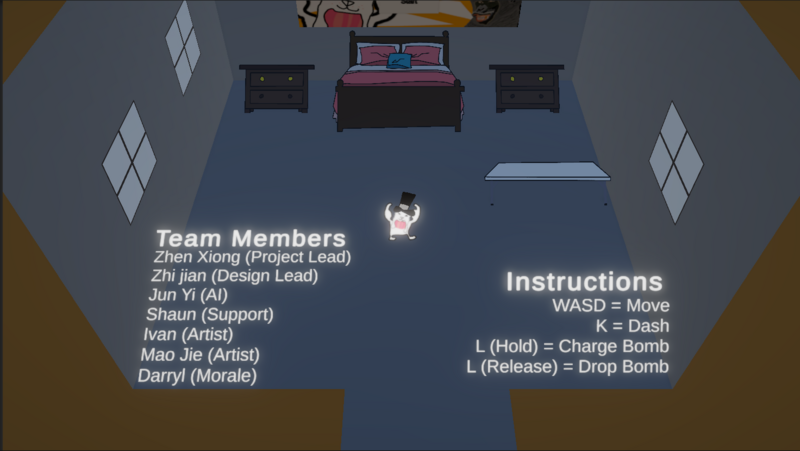 Team Members
Zhen Xiong (Project Lead)
Zhi jian (Design Lead)
Jun Yi (AI)
Shaun (Support)
Ivan (Artist)
Mao Jie (Artist)
Darryl (Morale)
Instructions
WASD = Move
K = Dash
L (Hold) = Charge Bomb
L (Release) = Drop Bomb